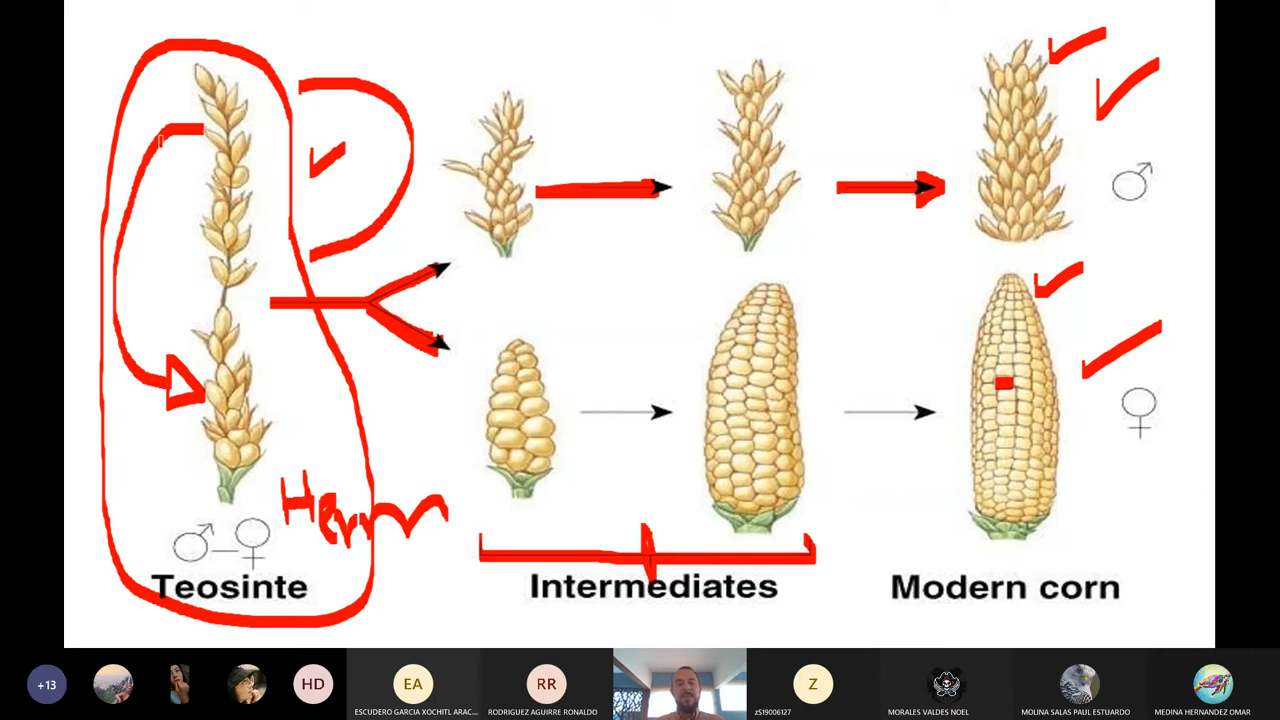 Herm
Teosinte
Intermediates
Modern corn
+13
HD
EA
RR
Z
ESCUDERO GARCIA XOCHITL ARAC...
RODRIGUEZ AGUIRRE RONALDO
zS19006127
MORALES VALDES NOEL
MOLINA SALAS PAUL ESTUARDO
MEDINA HERNANDEZ OMAR